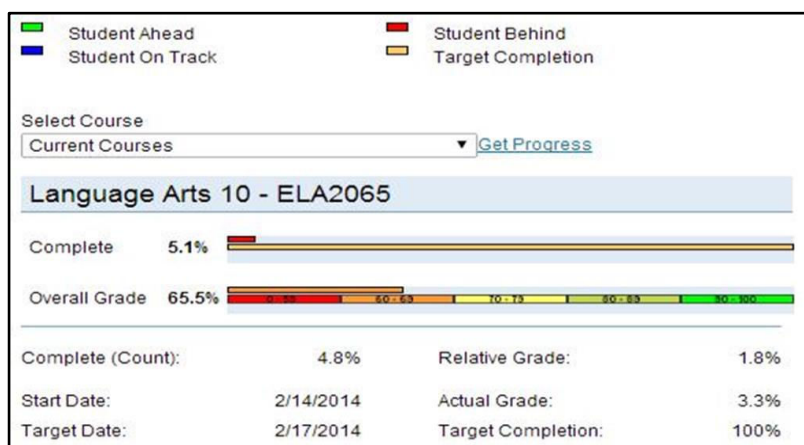 Student Ahead Student Behind
Student On Track Target Completion
Select Course
Current Courses Get Progress
Language Arts 10 - ELA2065
Complete 5.1%
Overall Grade 65.5% 60 - 69 70 - 79 80 - 89 90 - 100
Complete (Count): 4.8% Relative Grade: 1.8%
Start Date: 2/14/2014 Actual Grade: 3.3%
Target Date: 2/17/2014 Target Completion: 100%